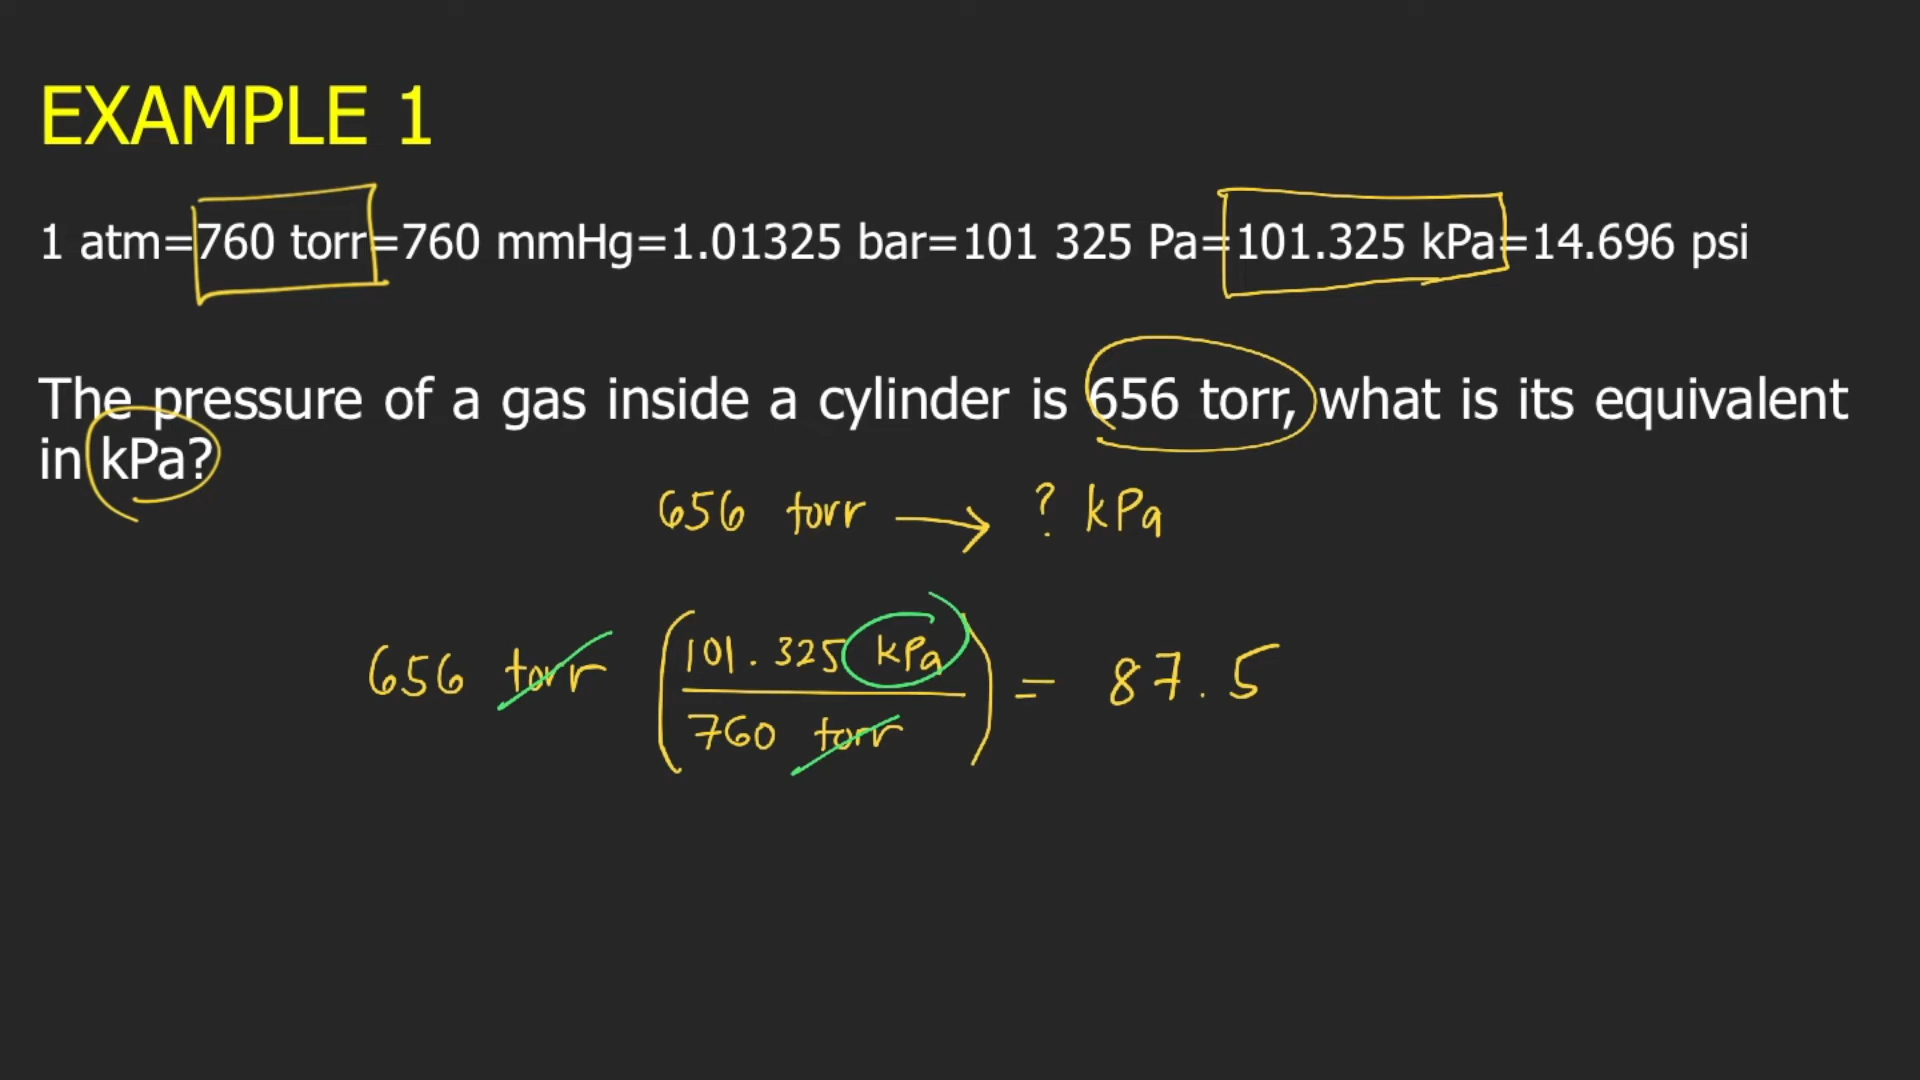 EXAMPLE 1
1 atm=760 torr=760 mmHg=1.01325 bar=101 325 Pa=101.325 kPa=14.696 psi
The pressure of a gas inside a cylinder is 656 torr, what is its equivalent
in kPa?
656 torr → ? kPa
656 torr (101.325 kPa / 760 torr) = 87.5